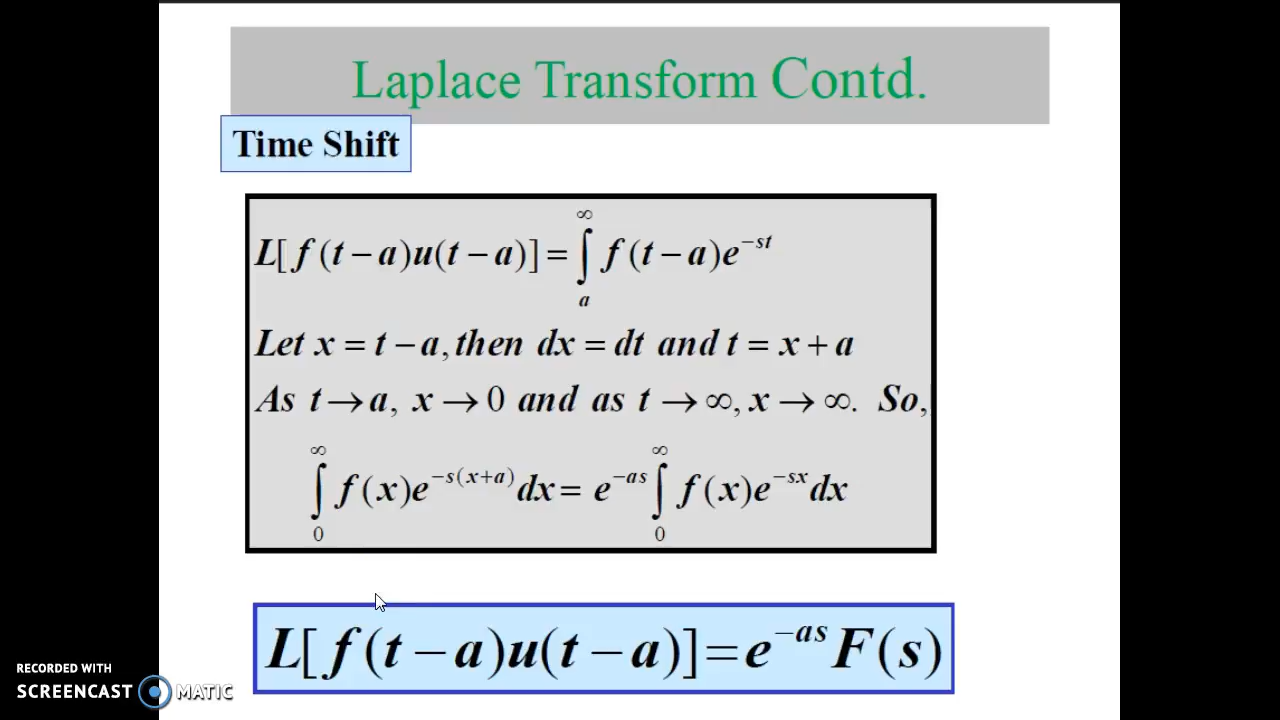 Laplace Transform Contd.
Time Shift
∞
L[ f (t − a)u(t − a)] = ∫ f (t − a)e^{−st}
a
Let x = t − a, then dx = dt and t = x + a
As t → a, x → 0 and as t → ∞, x → ∞. So,
∞ ∞
∫ f (x)e^{−s(x+a)} dx = e^{−as} ∫ f (x)e^{−sx} dx
0 0
L[ f (t − a)u(t − a)] = e^{−as} F(s)
RECORDED WITH
SCREENCAST MATIC